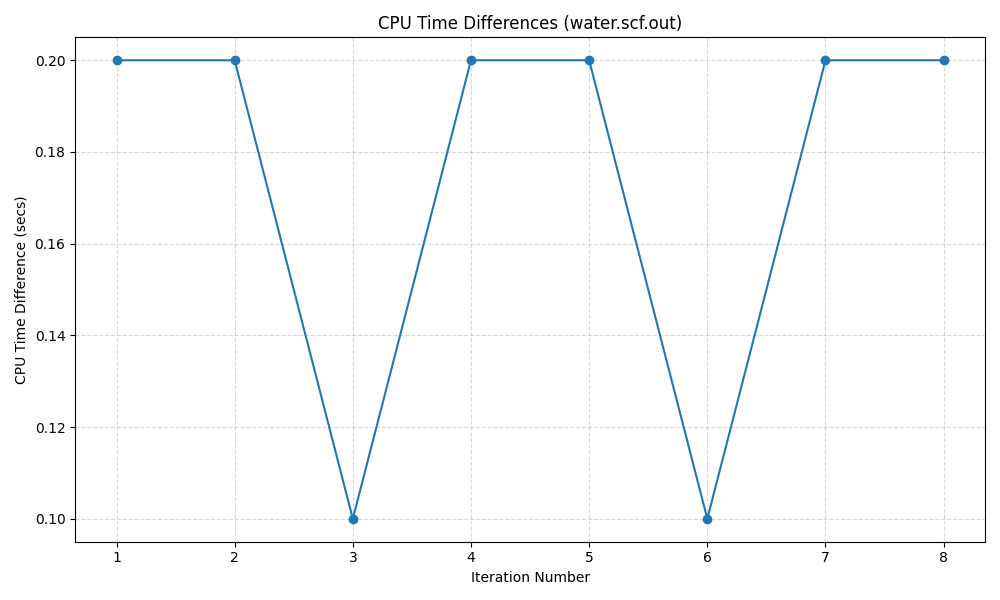 CPU Time Differences (water.scf.out)
CPU Time Difference (secs)
0.20
0.18
0.16
0.14
0.12
0.10
1 2 3 4 5 6 7 8
Iteration Number